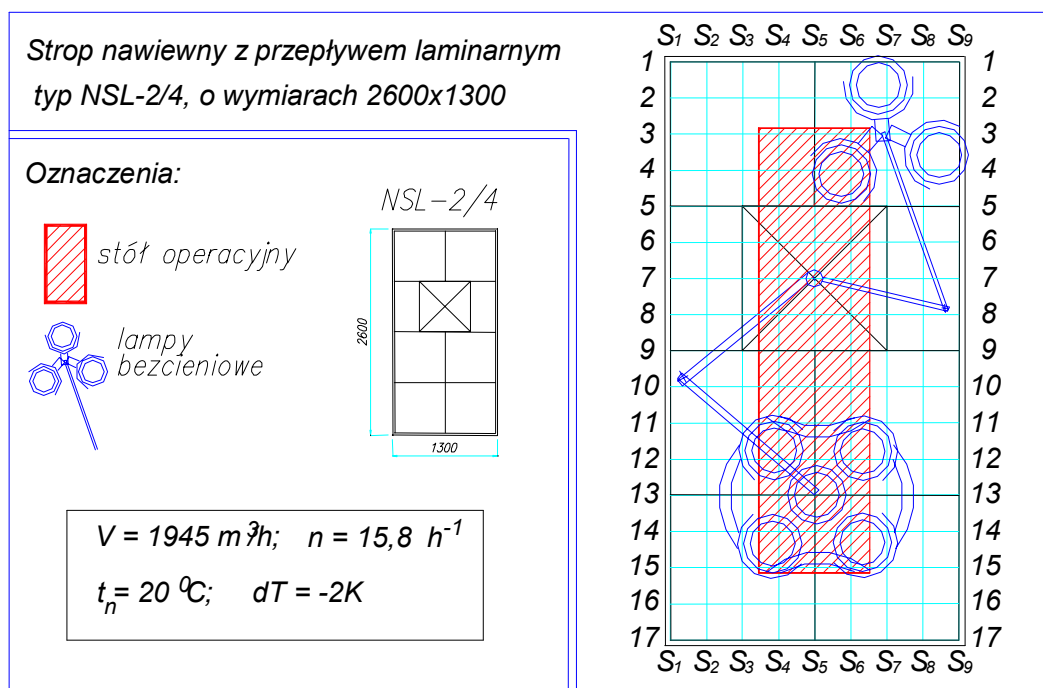 Strop nawiewny z przepływem laminarnym
typ NSL-2/4, o wymiarach 2600x1300
Oznaczenia:
stół operacyjny
lampy
bezcieniowe
NSL-2/4
2600
1300
V = 1945 m³/h; n = 15,8 h⁻¹
tₙ= 20 ⁰C; dT = -2K
S₁ S₂ S₃ S₄ S₅ S₆ S₇ S₈ S₉
1 1
2 2
3 3
4 4
5 5
6 6
7 7
8 8
9 9
10 10
11 11
12 12
13 13
14 14
15 15
16 16
17 17
S₁ S₂ S₃ S₄ S₅ S₆ S₇ S₈ S₉